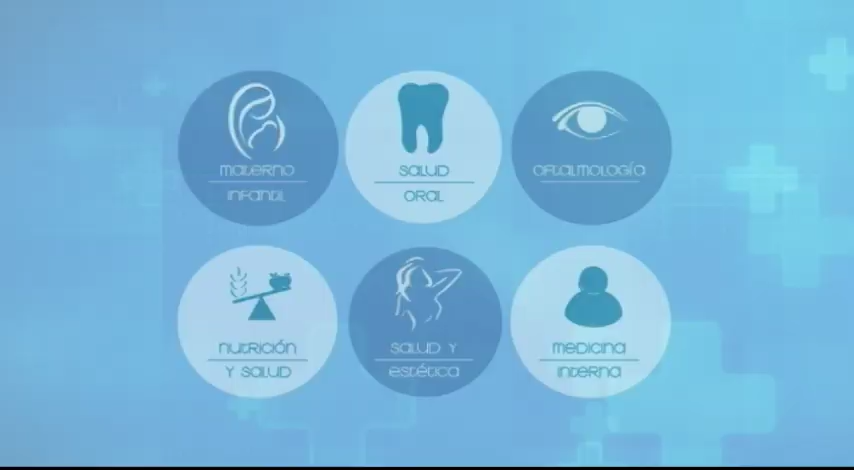 materno
infantil
salud
oral
oftalmología
nutrición
y salud
salud y
estética
medicina
interna